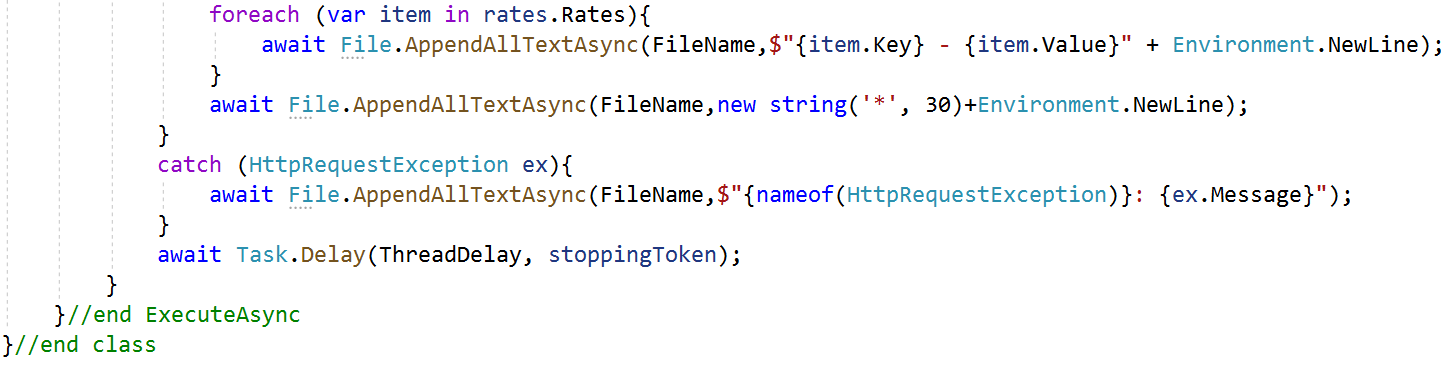 foreach (var item in rates.Rates){
await File.AppendAllTextAsync(FileName,$"{item.Key} - {item.Value}" + Environment.NewLine);
}
await File.AppendAllTextAsync(FileName,new string('*', 30)+Environment.NewLine);
}
catch (HttpRequestException ex){
await File.AppendAllTextAsync(FileName,$"{nameof(HttpRequestException)}: {ex.Message}");
}
await Task.Delay(ThreadDelay, stoppingToken);
}
}//end ExecuteAsync
}//end class